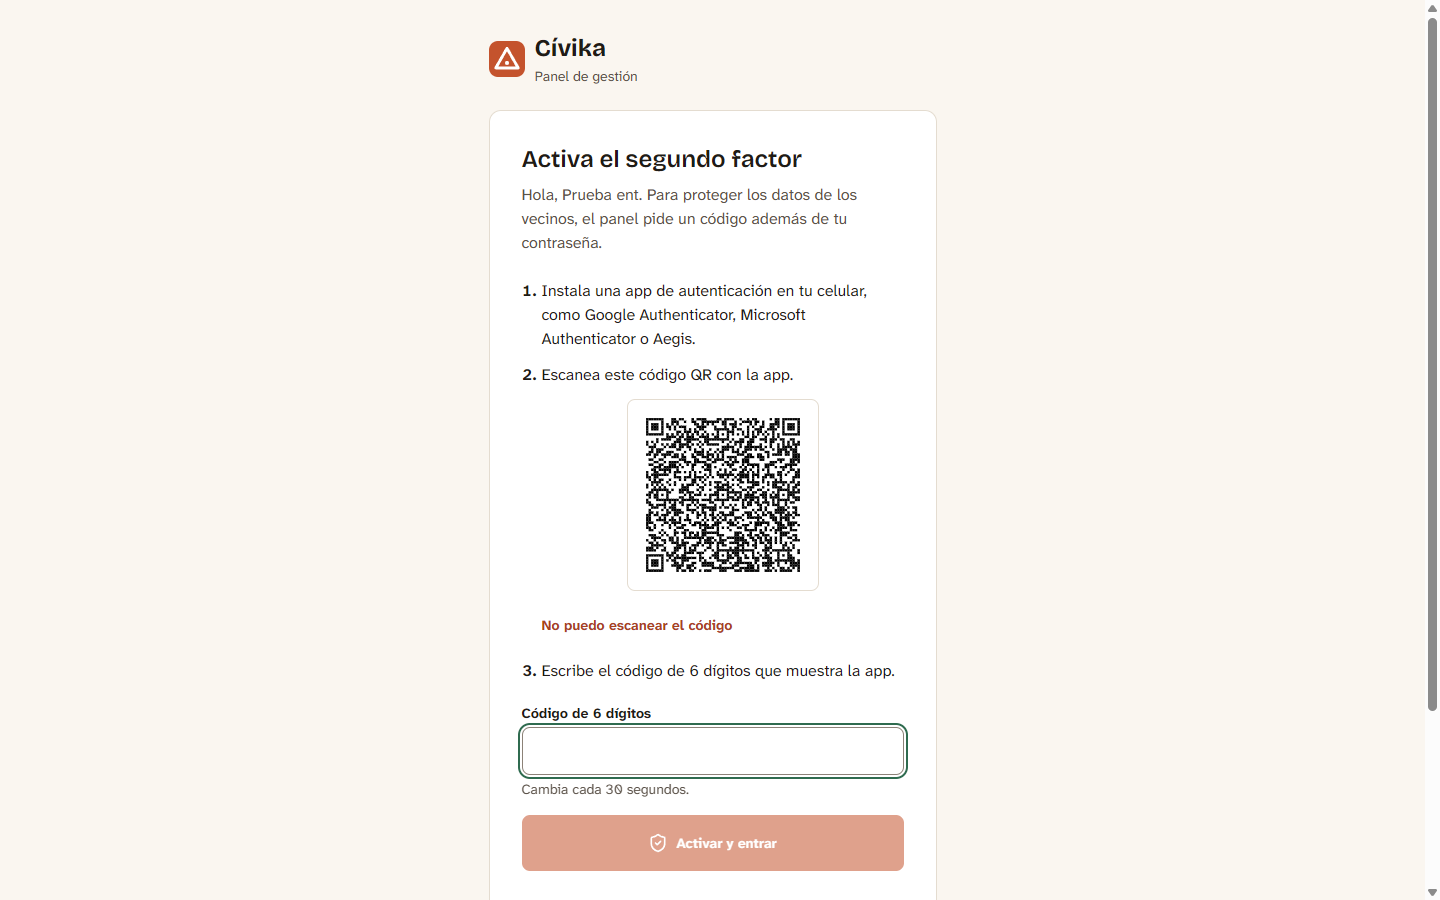 Cívika
Panel de gestión
Activa el segundo factor
Hola, Prueba ent. Para proteger los datos de los
vecinos, el panel pide un código además de tu
contraseña.
1. Instala una app de autenticación en tu celular,
como Google Authenticator, Microsoft
Authenticator o Aegis.
2. Escanea este código QR con la app.
No puedo escanear el código
3. Escribe el código de 6 dígitos que muestra la app.
Código de 6 dígitos
Cambia cada 30 segundos.
Activar y entrar